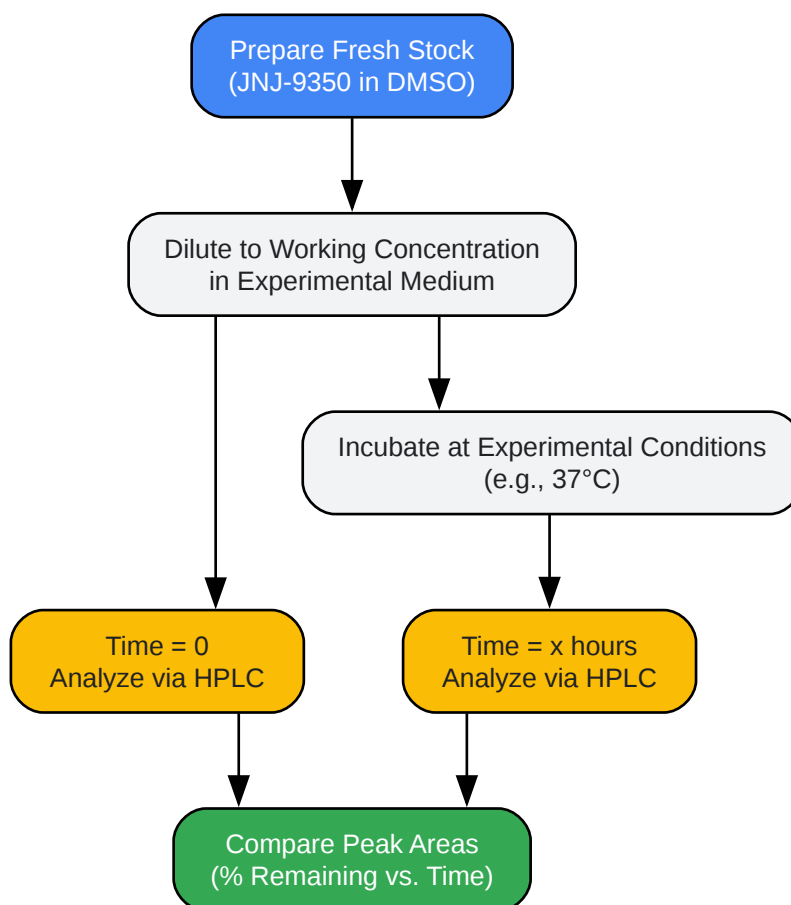 Prepare Fresh Stock
(JNJ-9350 in DMSO)
Dilute to Working Concentration
in Experimental Medium
Incubate at Experimental Conditions
(e.g., 37°C)
Time = 0
Analyze via HPLC
Time = x hours
Analyze via HPLC
Compare Peak Areas
(% Remaining vs. Time)